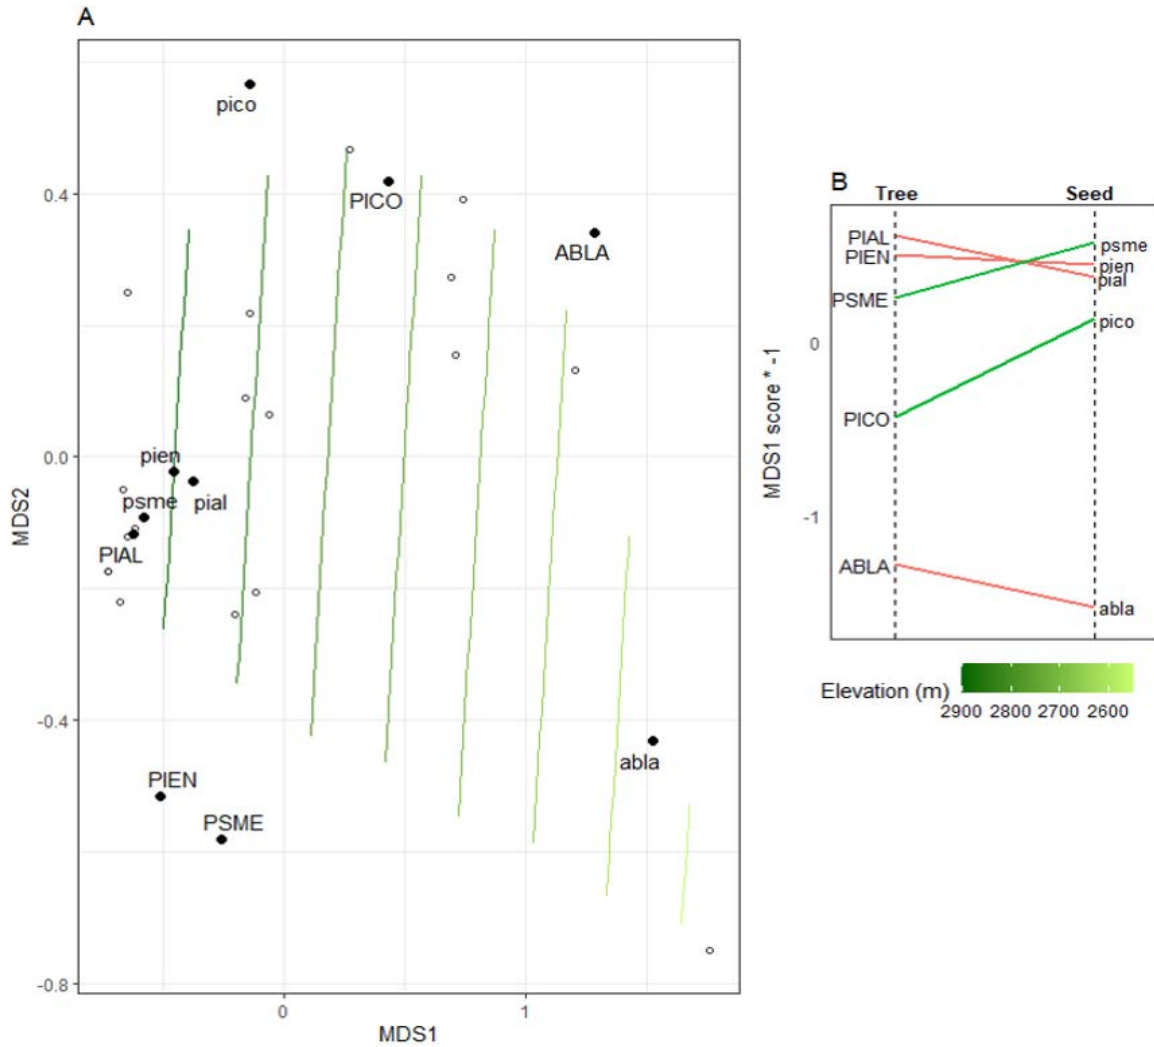 A
pico
PICO
ABLA
0.4
pien
psme
pial
PIAL
0.0
MDS2
-0.4
abla
PIEN
PSME
-0.8
0
1
MDS1
B
Tree
Seed
PIAL
PIEN
PSME
PICO
ABLA
psme
pien
pial
pico
abla
0
-1
MDS1 score * -1
Elevation (m)
2900 2800 2700 2600